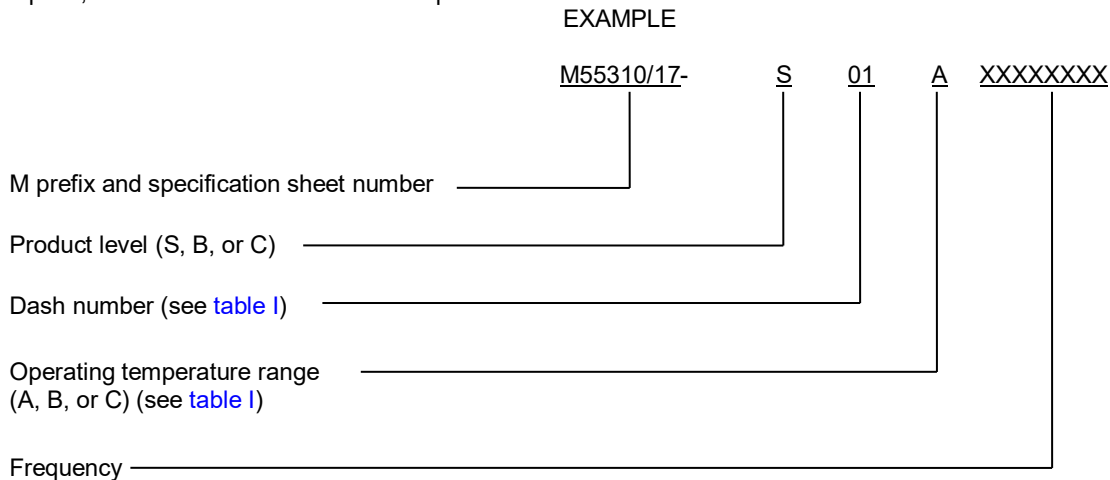 EXAMPLE
M55310/17- S 01 A XXXXXXXX
M prefix and specification sheet number
Product level (S, B, or C)
Dash number (see table I)
Operating temperature range
(A, B, or C) (see table I)
Frequency